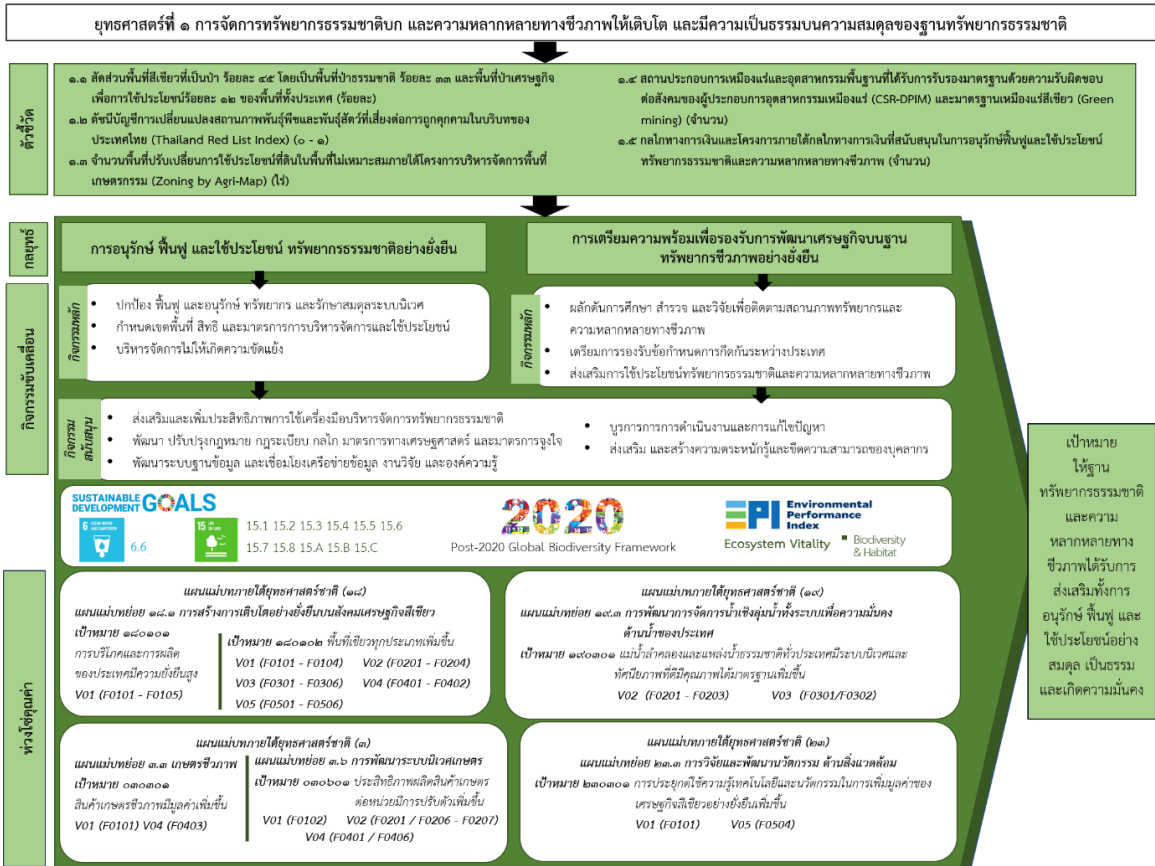 ยุทธศาสตร์ที่ ๑ การจัดการทรัพยากรธรรมชาติบก และความหลากหลายทางชีวภาพให้เติบโต และมีความเป็นธรรมบนความสมดุลของฐานทรัพยากรธรรมชาติ
ตัวชี้วัด
๑.๑ สัดส่วนพื้นที่สีเขียวที่เป็นป่า ร้อยละ ๔๕ โดยเป็นพื้นที่ป่าธรรมชาติ ร้อยละ ๓๓ และพื้นที่ป่าเศรษฐกิจ
เพื่อการใช้ประโยชน์ร้อยละ ๑๒ ของพื้นที่ทั้งประเทศ (ร้อยละ)
๑.๒ ดัชนีบัญชีการเปลี่ยนแปลงสถานภาพพันธุ์พืชและพันธุ์สัตว์ที่เสี่ยงต่อการถูกคุกคามในบริบทของ
ประเทศไทย (Thailand Red List Index) (๐ - ๑)
๑.๓ จำนวนพื้นที่ปรับเปลี่ยนการใช้ประโยชน์ที่ดินในพื้นที่ไม่เหมาะสมภายใต้โครงการบริหารจัดการพื้นที่
เกษตรกรรม (Zoning by Agri-Map) (ไร่)
๑.๔ สถานประกอบการเหมืองแร่และอุตสาหกรรมพื้นฐานที่ได้รับการรับรองมาตรฐานด้วยความรับผิดชอบ
ต่อสังคมของผู้ประกอบการอุตสาหกรรมเหมืองแร่ (CSR-DPIM) และมาตรฐานเหมืองแร่สีเขียว (Green
mining) (จำนวน)
๑.๕ กลไกทางการเงินและโครงการภายใต้กลไกทางการเงินที่สนับสนุนในการอนุรักษ์ฟื้นฟูและใช้ประโยชน์
ทรัพยากรธรรมชาติและความหลากหลายทางชีวภาพ (จำนวน)
กลยุทธ์
การอนุรักษ์ ฟื้นฟู และใช้ประโยชน์ ทรัพยากรธรรมชาติอย่างยั่งยืน
การเตรียมความพร้อมเพื่อรองรับการพัฒนาเศรษฐกิจบนฐาน
ทรัพยากรชีวภาพอย่างยั่งยืน
กิจกรรมขับเคลื่อน
กิจกรรมหลัก
• ปกป้อง ฟื้นฟู และอนุรักษ์ ทรัพยากร และรักษาสมดุลระบบนิเวศ
• กำหนดเขตพื้นที่ สิทธิ และมาตรการการบริหารจัดการและใช้ประโยชน์
• บริหารจัดการไม่ให้เกิดความขัดแย้ง
กิจกรรมหลัก
• ผลักดันการศึกษา สำรวจ และวิจัยเพื่อติดตามสถานภาพทรัพยากรและ
ความหลากหลายทางชีวภาพ
• เตรียมการรองรับข้อกำหนดการกีดกันระหว่างประเทศ
• ส่งเสริมการใช้ประโยชน์ทรัพยากรธรรมชาติและความหลากหลายทางชีวภาพ
กิจกรรม
สนับสนุน
• ส่งเสริมและเพิ่มประสิทธิภาพการใช้เครื่องมือบริหารจัดการทรัพยากรธรรมชาติ
• พัฒนา ปรับปรุงกฎหมาย กฎระเบียบ กลไก มาตรการทางเศรษฐศาสตร์ และมาตรการจูงใจ
• พัฒนาระบบฐานข้อมูล และเชื่อมโยงเครือข่ายข้อมูล งานวิจัย และองค์ความรู้
• บูรการการการดำเนินงานและการแก้ไขปัญหา
• ส่งเสริม และสร้างความตระหนักรู้และขีดความสามารถของบุคลากร
SUSTAINABLE
DEVELOPMENT GOALS
6 CLEAN WATER AND SANITATION
6.6
15 LIFE ON LAND
15.1 15.2 15.3 15.4 15.5 15.6
15.7 15.8 15.A 15.B 15.C
2020
Post-2020 Global Biodiversity Framework
EPI Environmental
Performance
Index
Ecosystem Vitality
Biodiversity
& Habitat
ห่วงโซ่คุณค่า
แผนแม่บทภายใต้ยุทธศาสตร์ชาติ (๑๘)
แผนแม่บทย่อย ๑๘.๑ การสร้างการเติบโตอย่างยั่งยืนบนสังคมเศรษฐกิจสีเขียว
เป้าหมาย ๑๘๐๑๐๑
การบริโภคและการผลิต
ของประเทศมีความยั่งยืนสูง
V01 (F0101 - F0105)
เป้าหมาย ๑๘๐๑๐๒ พื้นที่เขียวทุกประเภทเพิ่มขึ้น
V01 (F0101 - F0104) V02 (F0201 - F0204)
V03 (F0301 - F0306) V04 (F0401 - F0402)
V05 (F0501 - F0506)
แผนแม่บทภายใต้ยุทธศาสตร์ชาติ (๑๙)
แผนแม่บทย่อย ๑๙.๓ การพัฒนาการจัดการน้ำเชิงลุ่มน้ำทั้งระบบเพื่อความมั่นคง
ด้านน้ำของประเทศ
เป้าหมาย ๑๙๐๓๐๑ แม่น้ำลำคลองและแหล่งน้ำธรรมชาติทั่วประเทศมีระบบนิเวศและ
ทัศนียภาพที่ดีมีคุณภาพได้มาตรฐานเพิ่มขึ้น
V02 (F0201 - F0203) V03 (F0301/F0302)
แผนแม่บทภายใต้ยุทธศาสตร์ชาติ (๓)
แผนแม่บทย่อย ๓.๓ เกษตรชีวภาพ
เป้าหมาย ๐๓๐๓๐๑
สินค้าเกษตรชีวภาพมีมูลค่าเพิ่มขึ้น
V01 (F0101) V04 (F0403)
แผนแม่บทย่อย ๓.๖ การพัฒนาระบบนิเวศเกษตร
เป้าหมาย ๐๓๐๖๐๑ ประสิทธิภาพผลิตสินค้าเกษตร
ต่อหน่วยมีการปรับตัวเพิ่มขึ้น
V01 (F0102) V02 (F0201 / F0206 - F0207)
V04 (F0401 / F0406)
แผนแม่บทภายใต้ยุทธศาสตร์ชาติ (๒๓)
แผนแม่บทย่อย ๒๓.๓ การวิจัยและพัฒนานวัตกรรม ด้านสิ่งแวดล้อม
เป้าหมาย ๒๓๐๓๐๑ การประยุกต์ใช้ความรู้เทคโนโลยีและนวัตกรรมในการเพิ่มมูลค่าของ
เศรษฐกิจสีเขียวอย่างยั่งยืนเพิ่มขึ้น
V01 (F0101) V05 (F0504)
เป้าหมาย
ให้ฐาน
ทรัพยากรธรรมชาติ
และความ
หลากหลายทาง
ชีวภาพได้รับการ
ส่งเสริมทั้งการ
อนุรักษ์ ฟื้นฟู และ
ใช้ประโยชน์อย่าง
สมดุล เป็นธรรม
และเกิดความมั่นคง